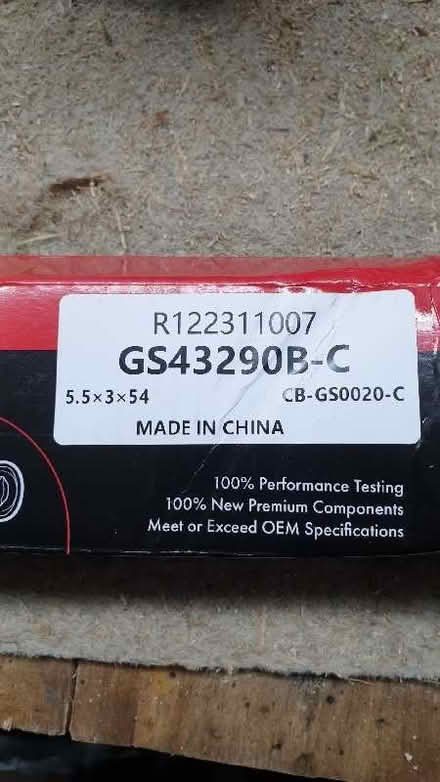 R122311007
GS43290B-C
5.5×3×54 CB-GS0020-C
MADE IN CHINA
100% Performance Testing
100% New Premium Components
Meet or Exceed OEM Specifications